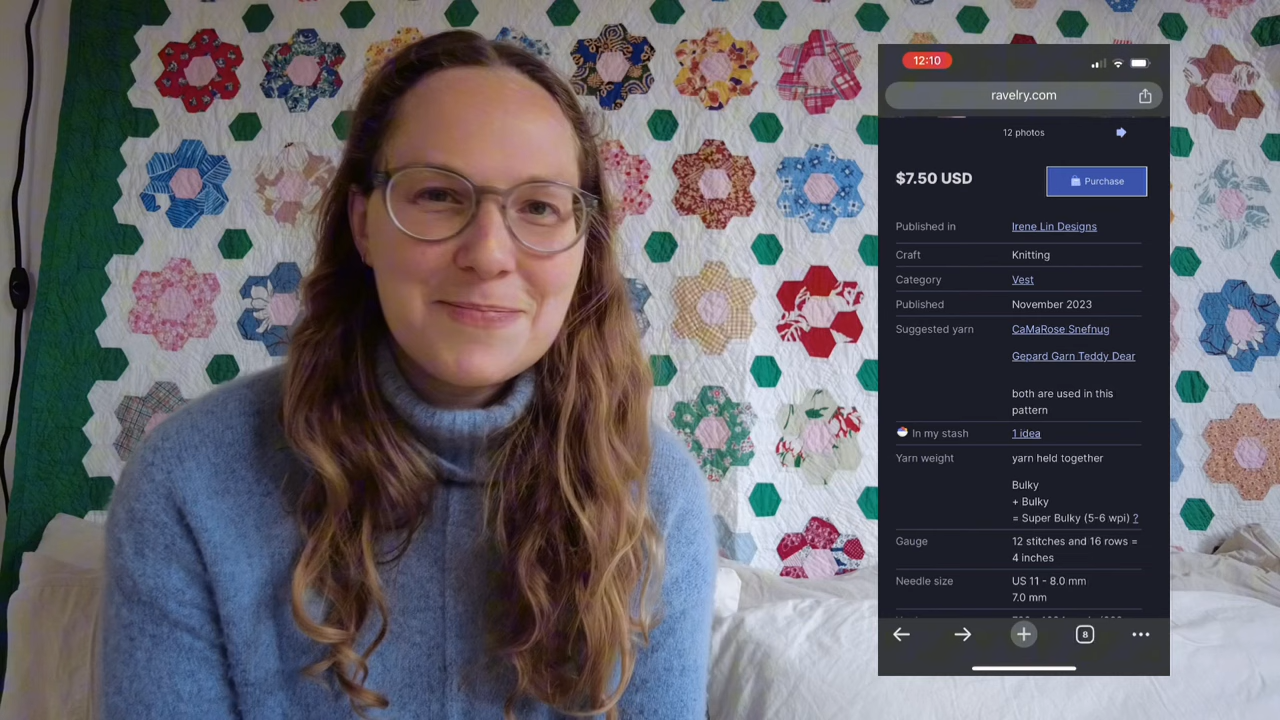 12:10
ravelry.com
12 photos
$7.50 USD
Purchase
Published in Irene Lin Designs
Craft Knitting
Category Vest
Published November 2023
Suggested yarn CaMaRose Snefnug
Gepard Garn Teddy Dear
both are used in this
pattern
In my stash 1 idea
Yarn weight yarn held together
Bulky
+ Bulky
= Super Bulky (5-6 wpi) ?
Gauge 12 stitches and 16 rows =
4 inches
Needle size US 11 - 8.0 mm
7.0 mm
8